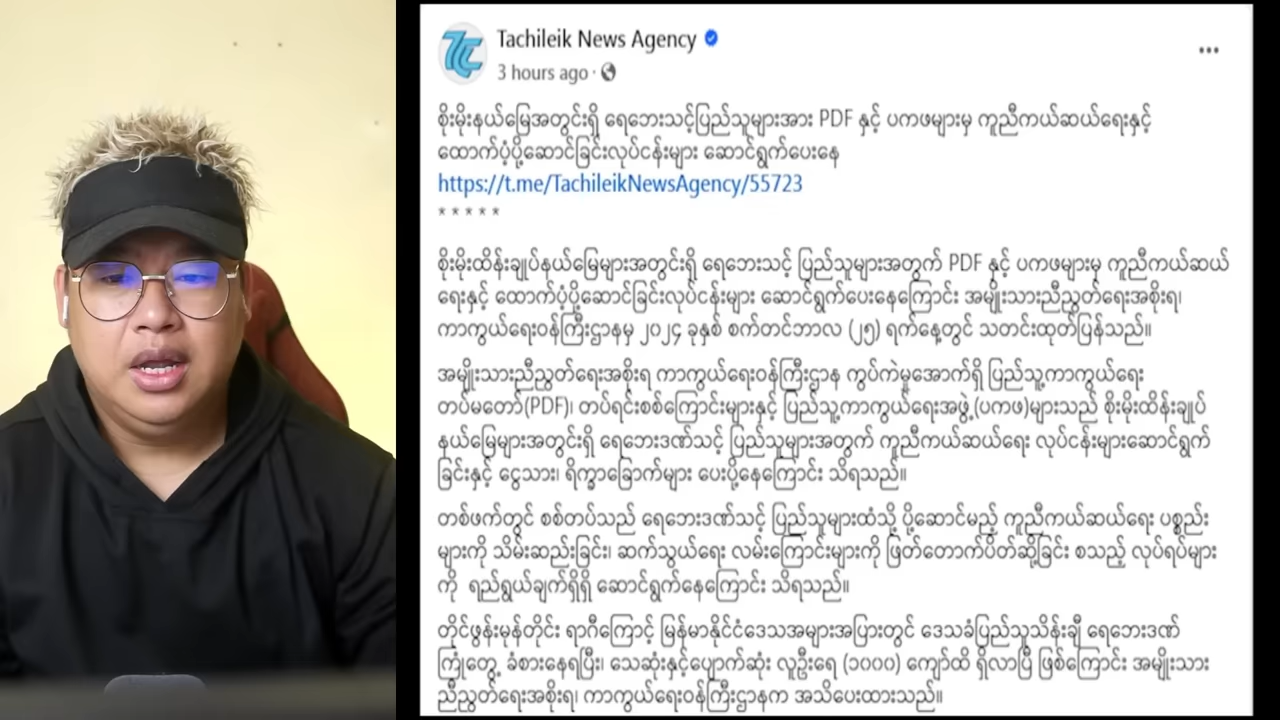 Tachileik News Agency
3 hours ago ·
စိုးမိုးနယ်မြေအတွင်းရှိ ရေဘေးသင့်ပြည်သူများအား PDF နှင့် ပကဖများမှ ကူညီကယ်ဆယ်ရေးနှင့်
ထောက်ပံ့ပို့ဆောင်ခြင်းလုပ်ငန်းများ ဆောင်ရွက်ပေးနေ
https://t.me/TachileikNewsAgency/55723
* * * * *
စိုးမိုးထိန်းချုပ်နယ်မြေများအတွင်းရှိ ရေဘေးသင့် ပြည်သူများအတွက် PDF နှင့် ပကဖများမှ ကူညီကယ်ဆယ်
ရေးနှင့် ထောက်ပံ့ပို့ဆောင်ခြင်းလုပ်ငန်းများ ဆောင်ရွက်ပေးနေကြောင်း အမျိုးသားညီညွတ်ရေးအစိုးရ၊
ကာကွယ်ရေးဝန်ကြီးဌာနမှ ၂၀၂၄ ခုနှစ် စက်တင်ဘာလ (၂၅) ရက်နေ့တွင် သတင်းထုတ်ပြန်သည်။
အမျိုးသားညီညွတ်ရေးအစိုးရ ကာကွယ်ရေးဝန်ကြီးဌာန ကွပ်ကဲမှုအောက်ရှိ ပြည်သူ့ကာကွယ်ရေး
တပ်မတော်(PDF)၊ တပ်ရင်းစစ်ကြောင်းများနှင့် ပြည်သူ့ကာကွယ်ရေးအဖွဲ့(ပကဖ)များသည် စိုးမိုးထိန်းချုပ်
နယ်မြေများအတွင်းရှိ ရေဘေးဒဏ်သင့် ပြည်သူများအတွက် ကူညီကယ်ဆယ်ရေး လုပ်ငန်းများဆောင်ရွက်
ခြင်းနှင့် ငွေသား၊ ရိက္ခာခြောက်များ ပေးပို့နေကြောင်း သိရသည်။
တစ်ဖက်တွင် စစ်တပ်သည် ရေဘေးဒဏ်သင့် ပြည်သူများထံသို့ ပို့ဆောင်မည့် ကူညီကယ်ဆယ်ရေး ပစ္စည်း
များကို သိမ်းဆည်းခြင်း၊ ဆက်သွယ်ရေး လမ်းကြောင်းများကို ဖြတ်တောက်ပိတ်ဆို့ခြင်း စသည့် လုပ်ရပ်များ
ကို ရည်ရွယ်ချက်ရှိရှိ ဆောင်ရွက်နေကြောင်း သိရသည်။
တိုင်ဖွန်းမုန်တိုင်း ရာဂီကြောင့် မြန်မာနိုင်ငံဒေသအများအပြားတွင် ဒေသခံပြည်သူသိန်းချီ ရေဘေးဒဏ်
ကြုံတွေ့ ခံစားနေရပြီး၊ သေဆုံးနှင့်ပျောက်ဆုံး လူဦးရေ (၁၀၀၀) ကျော်ထိ ရှိလာပြီ ဖြစ်ကြောင်း အမျိုးသား
ညီညွတ်ရေးအစိုးရ၊ ကာကွယ်ရေးဝန်ကြီးဌာနက အသိပေးထားသည်။